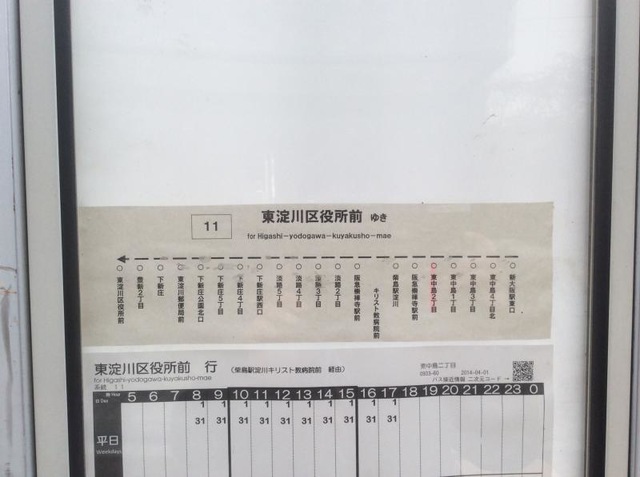 11
東淀川区役所前 ゆき
for Higashi-yodogawa-kuyakusho-mae
新大阪駅東口
東中島4丁目北
東中島3丁目
東中島1丁目
東中島2丁目
阪急崇禅寺駅前
柴島駅淀川
キリスト教病院前
阪急崇禅寺駅前
淡路2丁目
淡路3丁目
淡路4丁目
淡路5丁目
下新庄駅西口
下新庄4丁目
下新庄5丁目
下新庄公園北口
東淀川郵便局前
下新庄
豊新2丁目
東淀川区役所前
東淀川区役所前 行 (柴島駅淀川キリスト教病院前 経由)
for Higashi-yodogawa-kuyakusho-mae
系統 11
東中島二丁目
2014-04-01
バス接近情報 二次元コード→
時 Hour 5 6 7 8 9 10 11 12 13 14 15 16 17 18 19 20 21 22 23 0
平日
Weekdays
1 1 1 1 1 1 1 1 1 1
31 31 31 31 31 31 31 31 31 31